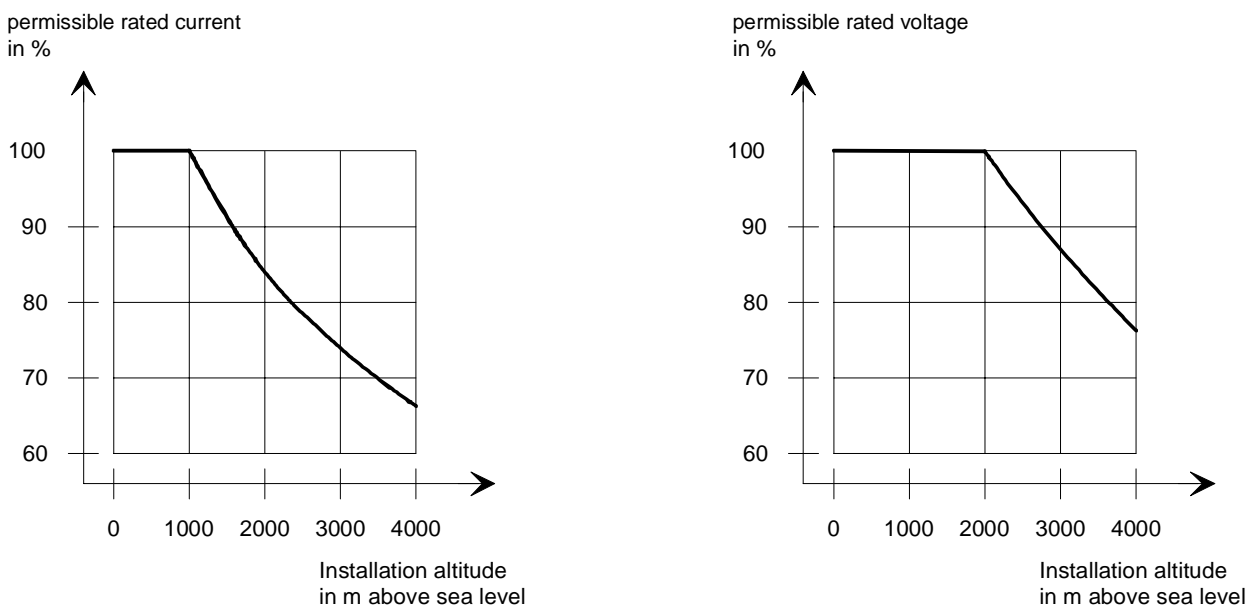 permissible rated current
in %
100
90
80
70
60
0 1000 2000 3000 4000
Installation altitude
in m above sea level
permissible rated voltage
in %
100
90
80
70
60
0 1000 2000 3000 4000
Installation altitude
in m above sea level